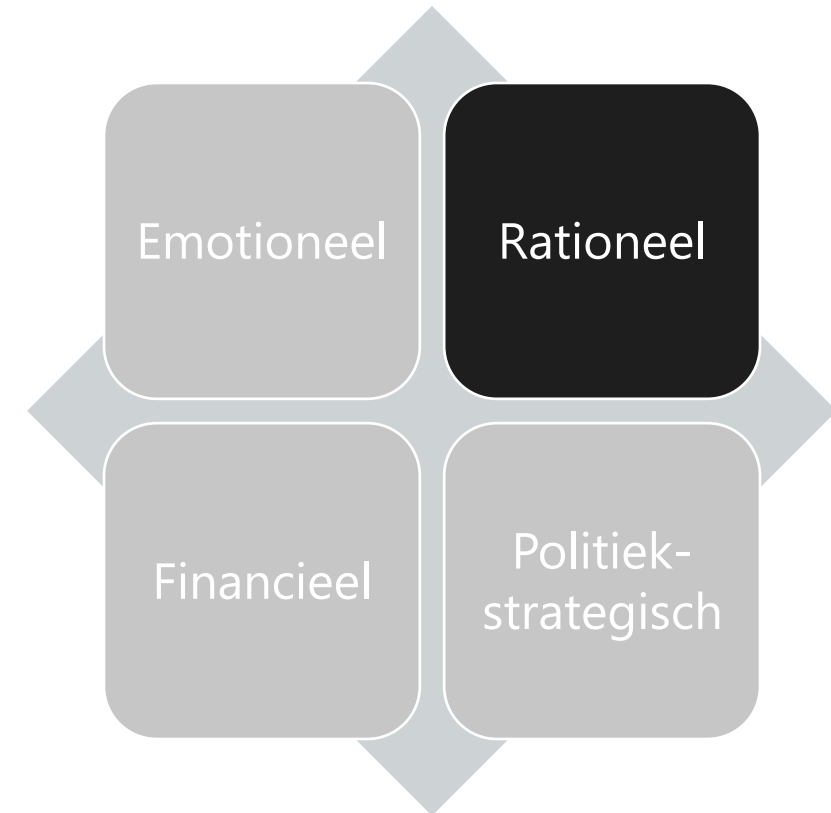 Emotioneel
Rationeel
Financieel
Politiek-
strategisch